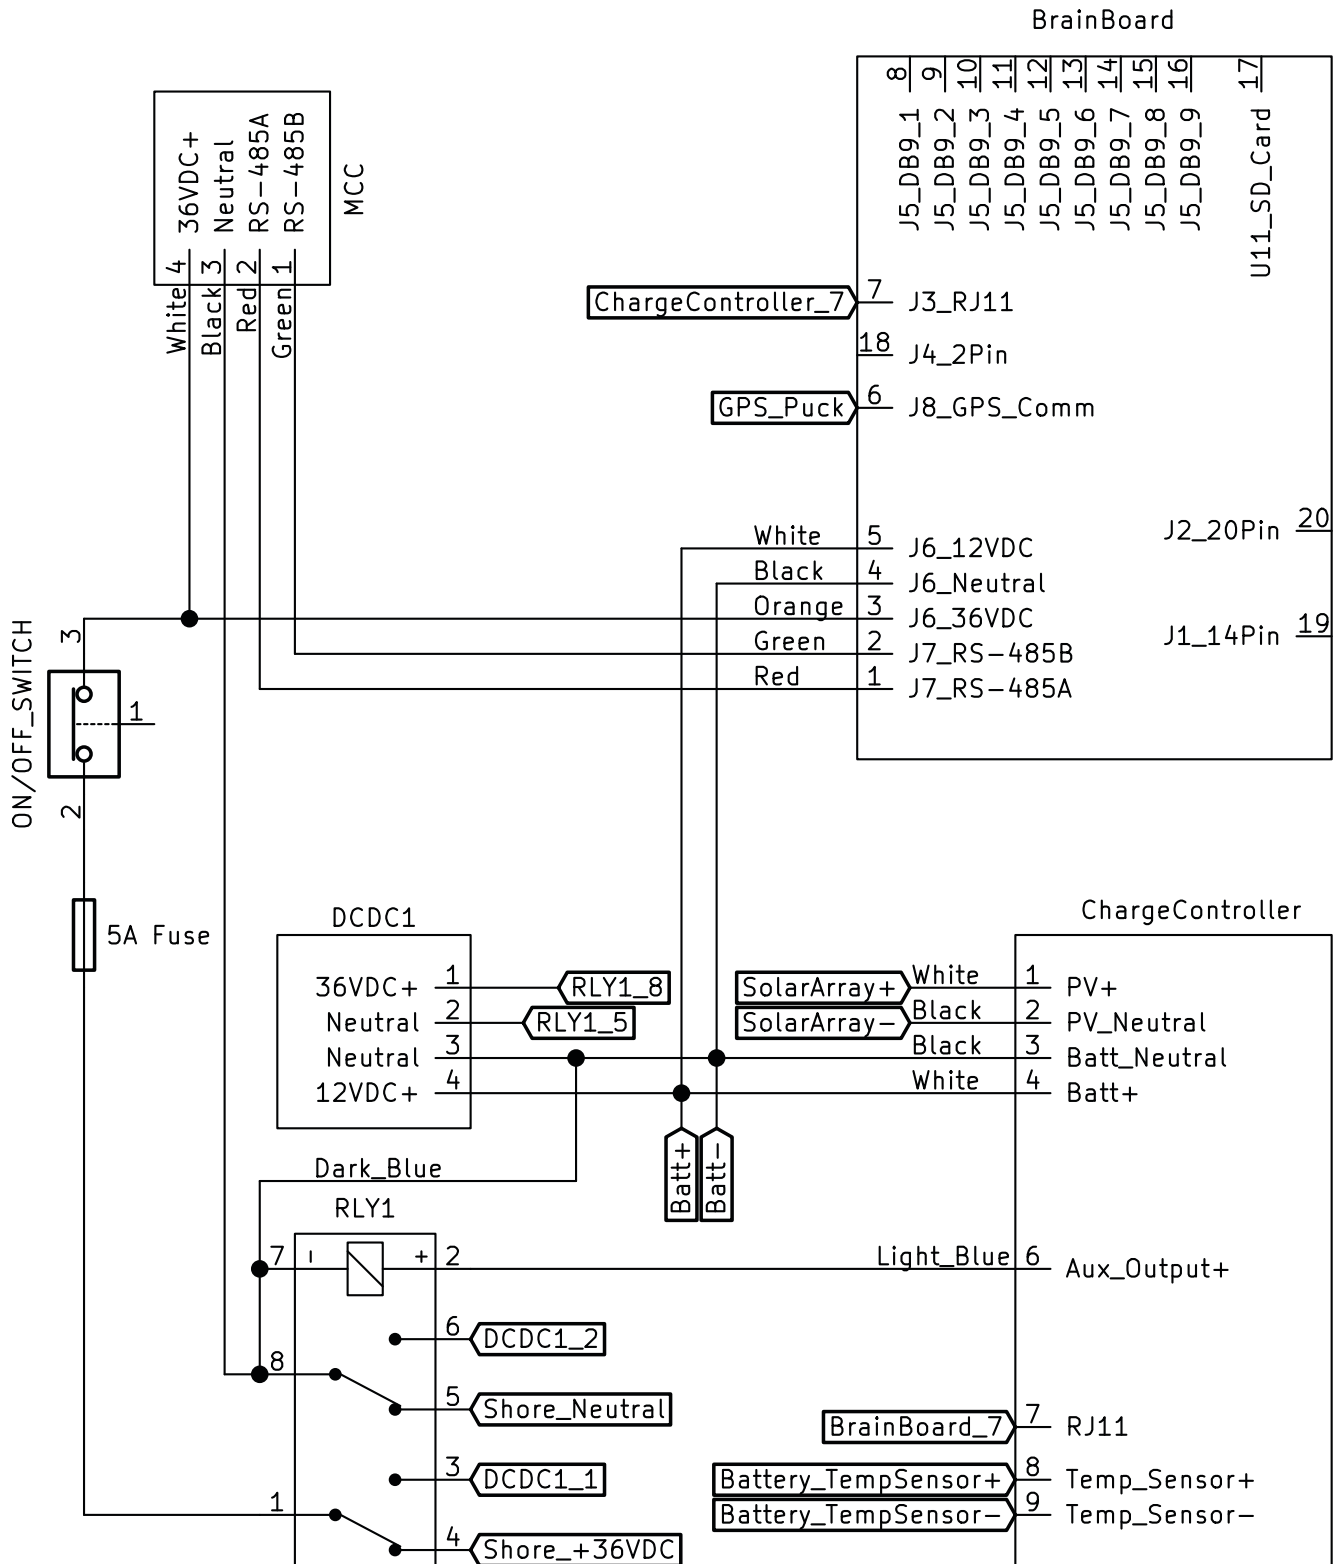 BrainBoard
8
9
10
11
12
13
14
15
16
17
J5_DB9_1
J5_DB9_2
J5_DB9_3
J5_DB9_4
J5_DB9_5
J5_DB9_6
J5_DB9_7
J5_DB9_8
J5_DB9_9
U11_SD_Card
36VDC+
Neutral
RS-485A
RS-485B
MCC
4
3
2
1
White
Black
Red
Green
ChargeController_7
7
J3_RJ11
18
J4_2Pin
GPS_Puck
6
J8_GPS_Comm
White
5
J6_12VDC
Black
4
J6_Neutral
Orange
3
J6_36VDC
Green
2
J7_RS-485B
Red
1
J7_RS-485A
J2_20Pin
20
J1_14Pin
19
ON/OFF_SWITCH
3
1
2
5A Fuse
DCDC1
36VDC+
1
RLY1_8
Neutral
2
RLY1_5
Neutral
3
12VDC+
4
ChargeController
SolarArray+
White
1
PV+
SolarArray-
Black
2
PV_Neutral
Black
3
Batt_Neutral
White
4
Batt+
Batt+
Batt-
Dark_Blue
RLY1
7
-
+
2
Light_Blue
6
Aux_Output+
6
DCDC1_2
8
5
Shore_Neutral
3
DCDC1_1
1
4
Shore_+36VDC
BrainBoard_7
7
RJ11
Battery_TempSensor+
8
Temp_Sensor+
Battery_TempSensor-
9
Temp_Sensor-